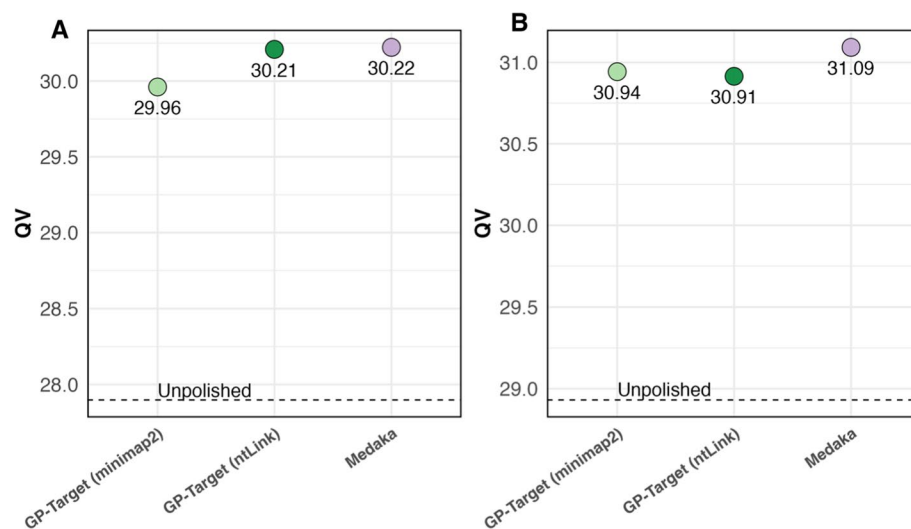 A
QV
30.0
29.5
29.0
28.5
28.0
29.96
30.21
30.22
Unpolished
GP-Target (minimap2)
GP-Target (ntLink)
Medaka
B
QV
31.0
30.5
30.0
29.5
29.0
30.94
30.91
31.09
Unpolished
GP-Target (minimap2)
GP-Target (ntLink)
Medaka